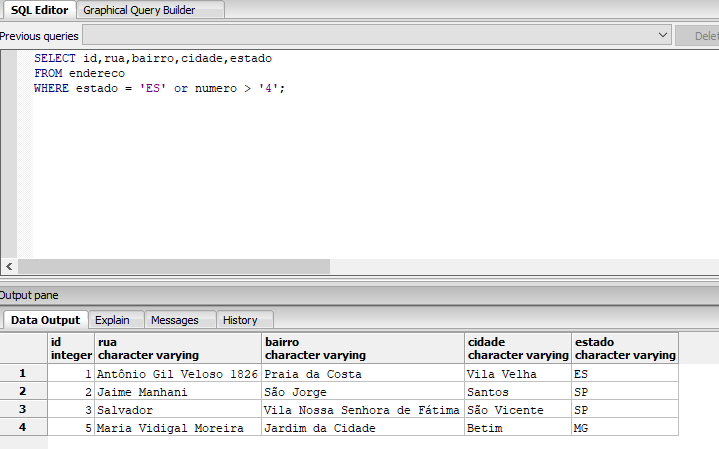 SQL Editor Graphical Query Builder
Previous queries Delet
SELECT id,rua,bairro,cidade,estado
FROM endereco
WHERE estado = 'ES' or numero > '4';
Output pane
Data Output Explain Messages History
id rua bairro cidade estado
integer character varying character varying character varying character varying
1 1 Antônio Gil Veloso 1826 Praia da Costa Vila Velha ES
2 2 Jaime Manhani São Jorge Santos SP
3 3 Salvador Vila Nossa Senhora de Fátima São Vicente SP
4 5 Maria Vidigal Moreira Jardim da Cidade Betim MG